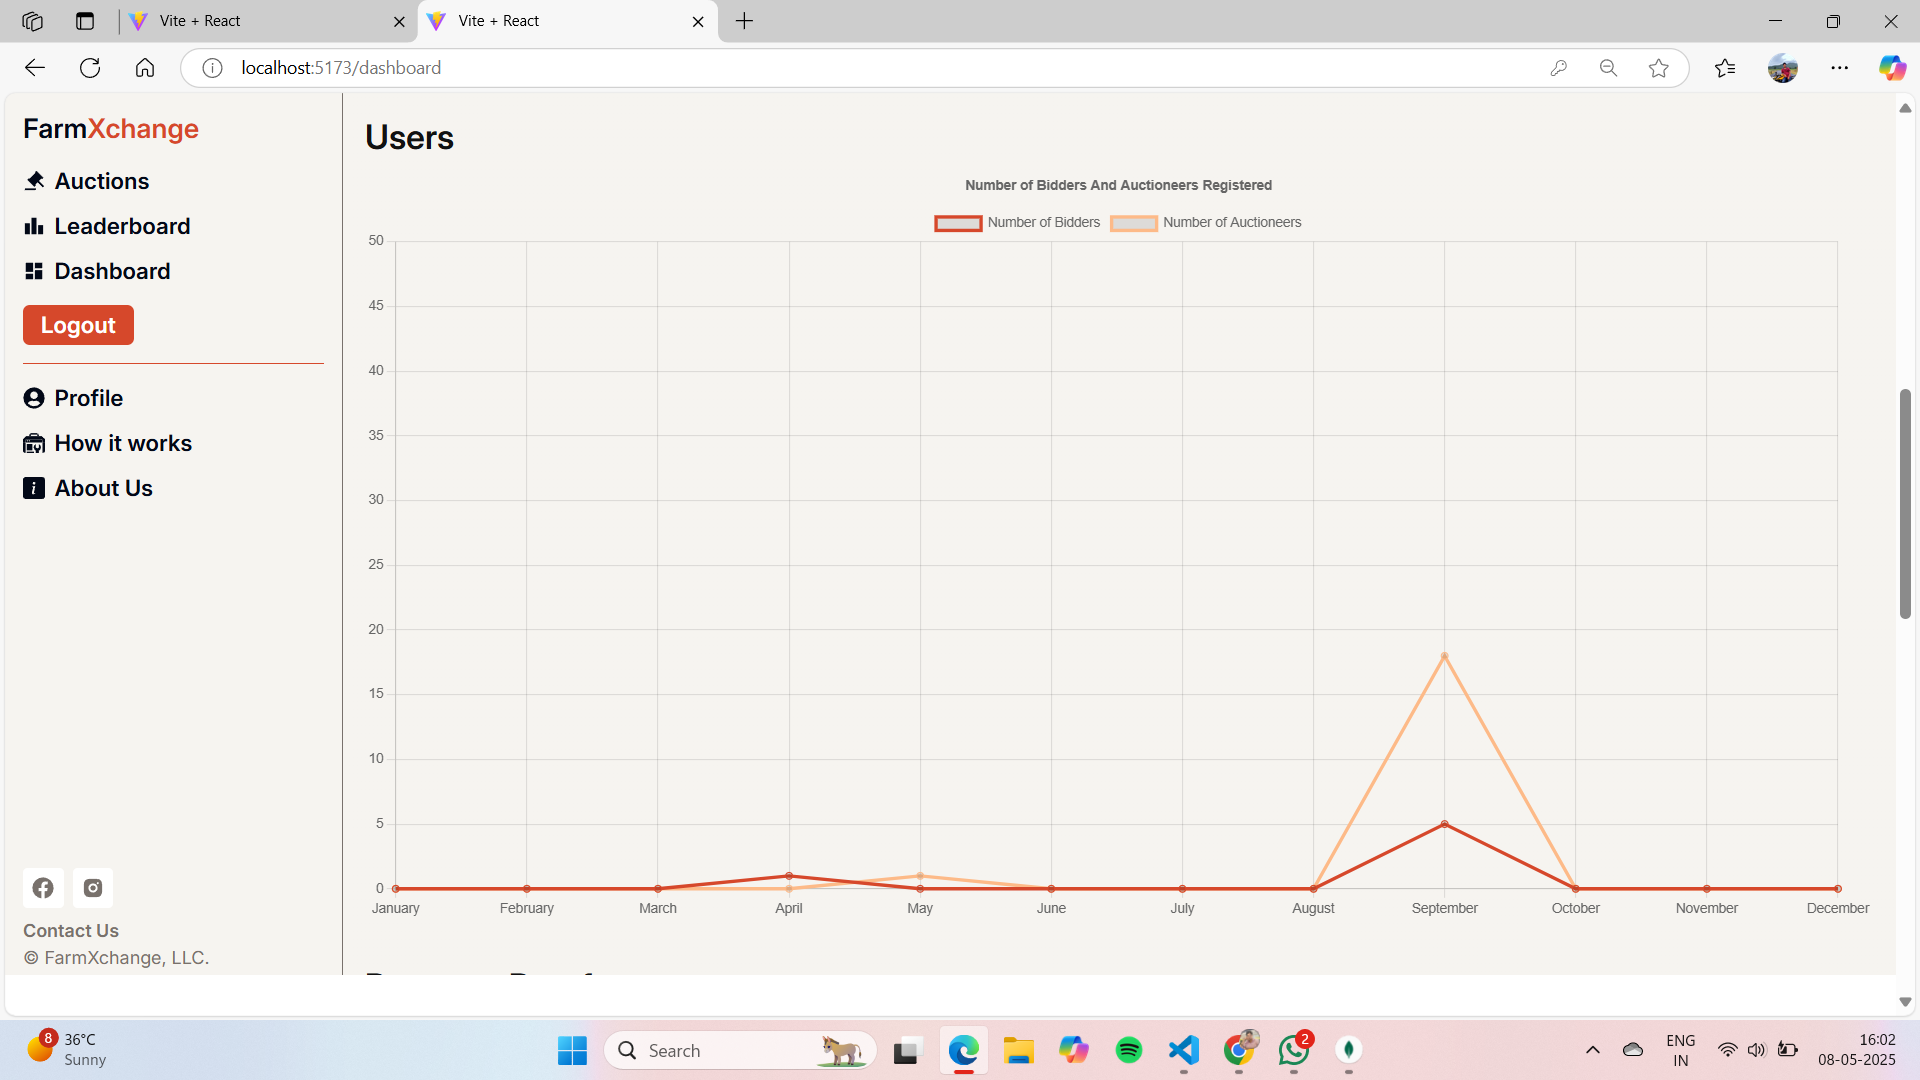 Vite + React
Vite + React
localhost:5173/dashboard
FarmXchange
Auctions
Leaderboard
Dashboard
Logout
Profile
How it works
i About Us
Contact Us
© FarmXchange, LLC.
Users
Number of Bidders And Auctioneers Registered
Number of Bidders Number of Auctioneers
50
45
40
35
30
25
20
15
10
5
0
January February March April May June July August September October November December
8 36°C
Sunny
Search
2
ENG
IN
16:02
08-05-2025